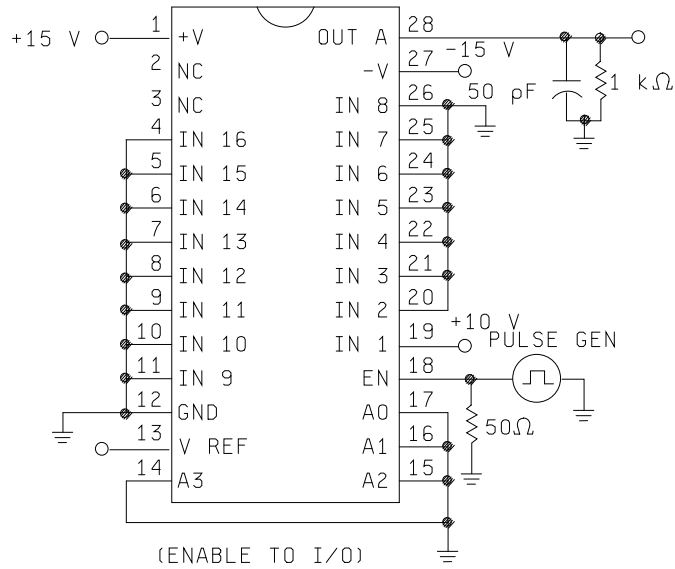 1 +V OUT A 28
+15 V
2 NC -V 27 -15 V
3 NC IN 8 26 50 pF 1 kΩ
4 IN 16 IN 7 25
5 IN 15 IN 6 24
6 IN 14 IN 5 23
7 IN 13 IN 4 22
8 IN 12 IN 3 21
9 IN 11 IN 2 20
10 IN 10 IN 1 19 +10 V
PULSE GEN
11 IN 9 EN 18
12 GND A0 17
50Ω
13 V REF A1 16
14 A3 A2 15
(ENABLE TO I/O)